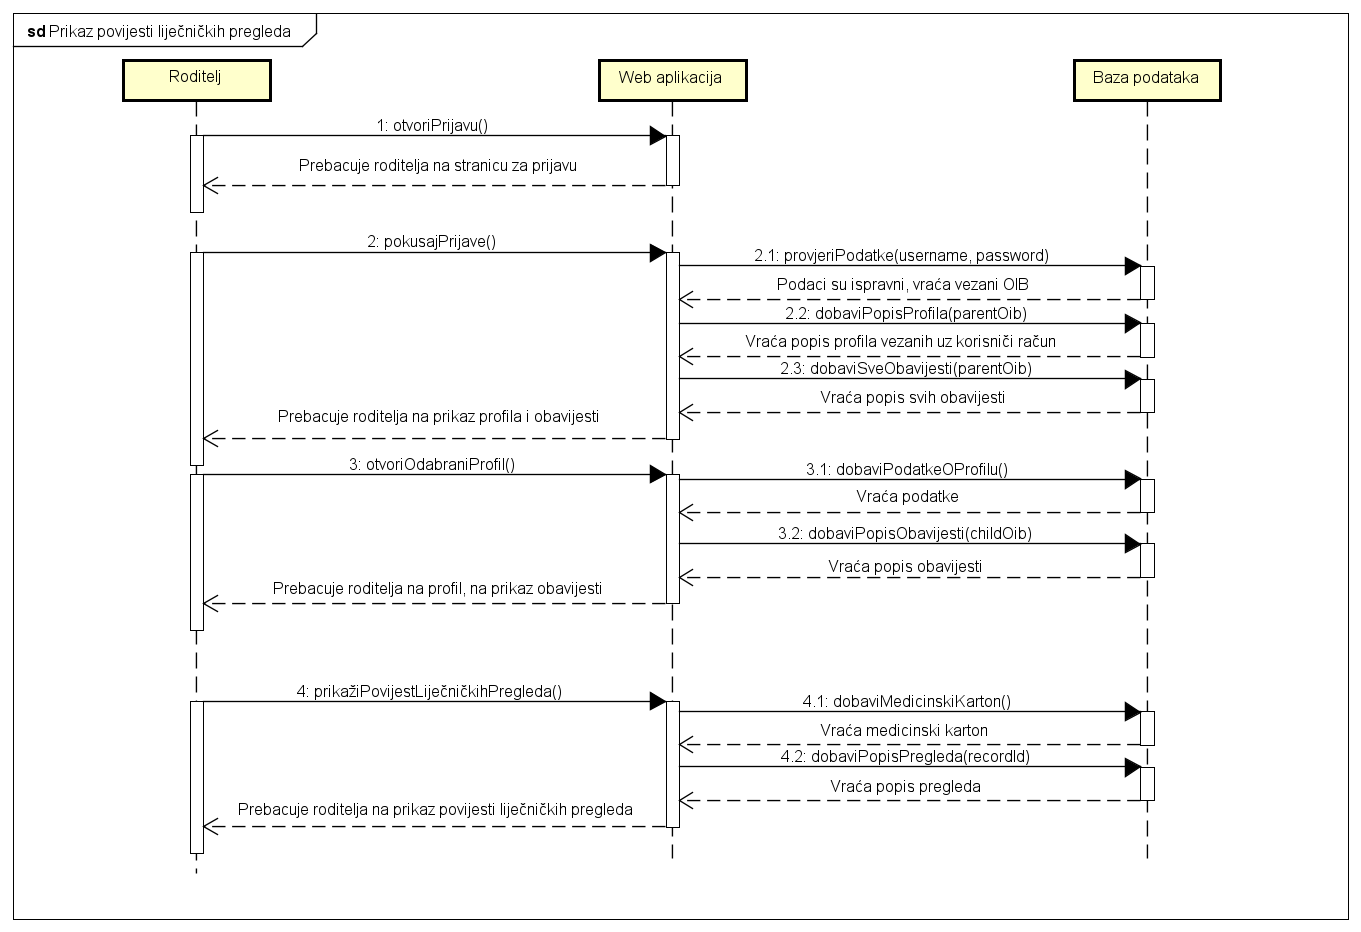 sd Prikaz povijesti liječničkih pregleda
Roditelj
Web aplikacija
Baza podataka
1: otvoriPrijavu()
Prebacuje roditelja na stranicu za prijavu
2: pokusajPrijave()
2.1: provjeriPodatke(username, password)
Podaci su ispravni, vraća vezani OIB
2.2: dobaviPopisProfila(parentOib)
Vraća popis profila vezanih uz korisniči račun
2.3: dobaviSveObavijesti(parentOib)
Vraća popis svih obavijesti
Prebacuje roditelja na prikaz profila i obavijesti
3: otvoriOdabraniProfil()
3.1: dobaviPodatkeOProfilu()
Vraća podatke
3.2: dobaviPopisObavijesti(childOib)
Vraća popis obavijesti
Prebacuje roditelja na profil, na prikaz obavijesti
4: prikažiPovijestLiječničkihPregleda()
4.1: dobaviMedicinskiKarton()
Vraća medicinski karton
4.2: dobaviPopisPregleda(recordId)
Vraća popis pregleda
Prebacuje roditelja na prikaz povijesti liječničkih pregleda